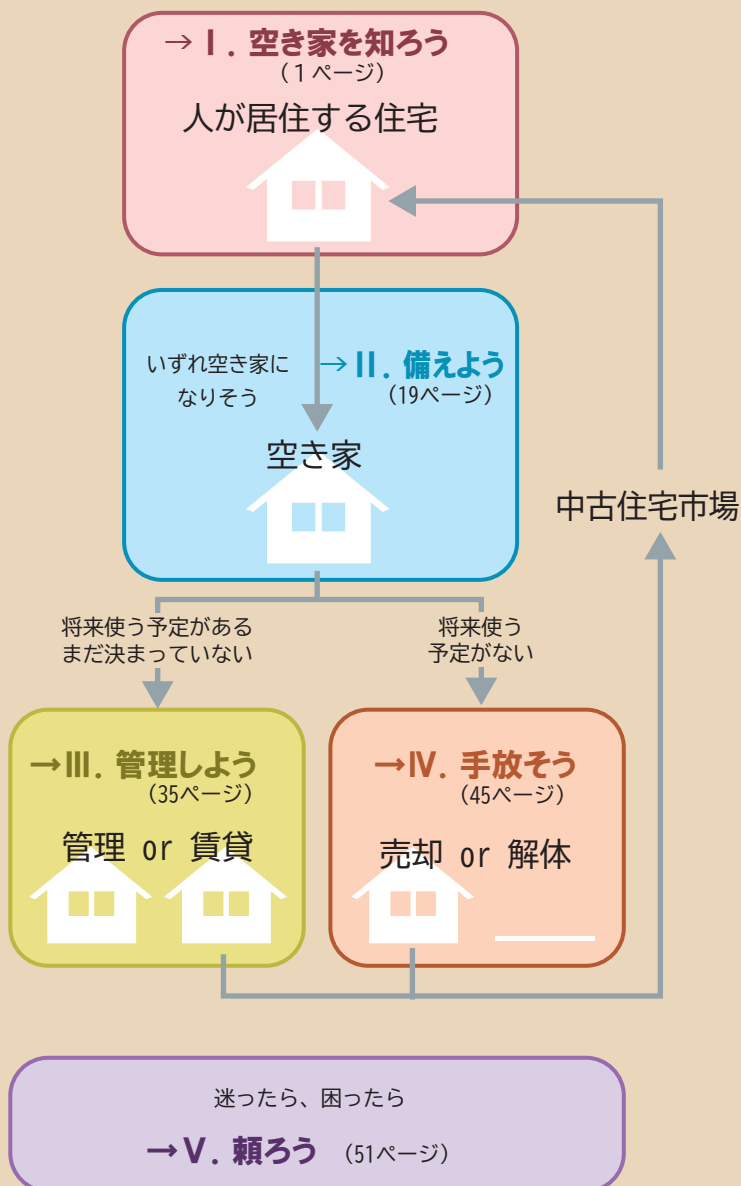 →Ⅰ. 空き家を知ろう
(1ページ)
人が居住する住宅
いずれ空き家に
なりそう
→Ⅱ. 備えよう
(19ページ)
空き家
中古住宅市場
将来使う予定がある
まだ決まっていない
将来使う
予定がない
→Ⅲ. 管理しよう
(35ページ)
管理 or 賃貸
→Ⅳ. 手放そう
(45ページ)
売却 or 解体
迷ったら、困ったら
→Ⅴ. 頼ろう (51ページ)